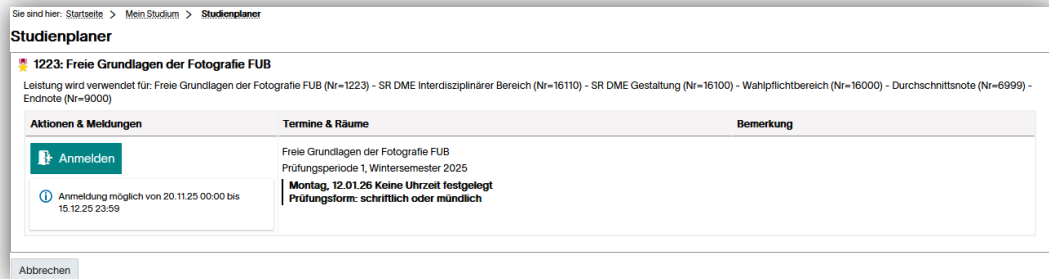 Sie sind hier: Startseite > Mein Studium > Studienplaner
Studienplaner
1223: Freie Grundlagen der Fotografie FUB
Leistung wird verwendet für: Freie Grundlagen der Fotografie FUB (Nr=1223) - SR DME Interdisziplinärer Bereich (Nr=16110) - SR DME Gestaltung (Nr=16100) - Wahlpflichtbereich (Nr=16000) - Durchschnittsnote (Nr=6999) -
Endnote (Nr=9000)
Aktionen & Meldungen Termine & Räume Bemerkung
Anmelden
Anmeldung möglich von 20.11.25 00:00 bis
15.12.25 23:59
Freie Grundlagen der Fotografie FUB
Prüfungsperiode 1, Wintersemester 2025
Montag, 12.01.26 Keine Uhrzeit festgelegt
Prüfungsform: schriftlich oder mündlich
Abbrechen